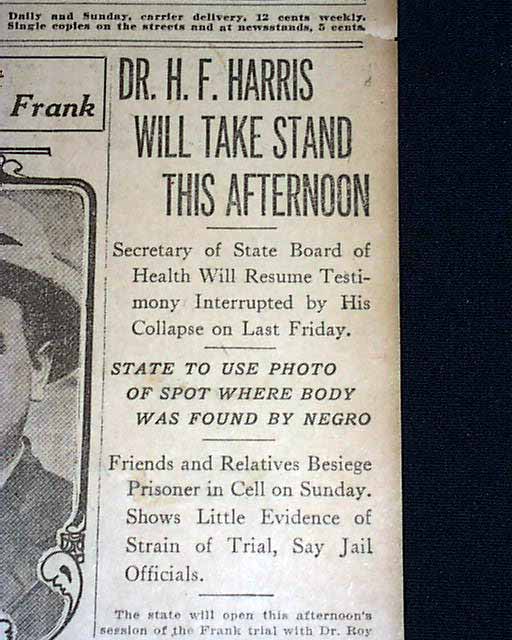 Daily and Sunday, carrier delivery, 12 cents weekly.
Single copies on the streets and at newsstands, 5 cents.
Frank
DR. H. F. HARRIS
WILL TAKE STAND
THIS AFTERNOON
Secretary of State Board of
Health Will Resume Testi-
mony Interrupted by His
Collapse on Last Friday.
STATE TO USE PHOTO
OF SPOT WHERE BODY
WAS FOUND BY NEGRO
Friends and Relatives Besiege
Prisoner in Cell on Sunday.
Shows Little Evidence of
Strain of Trial, Say Jail
Officials.
The state will open this afternoon's
session of the Frank trial with Dr. Roy